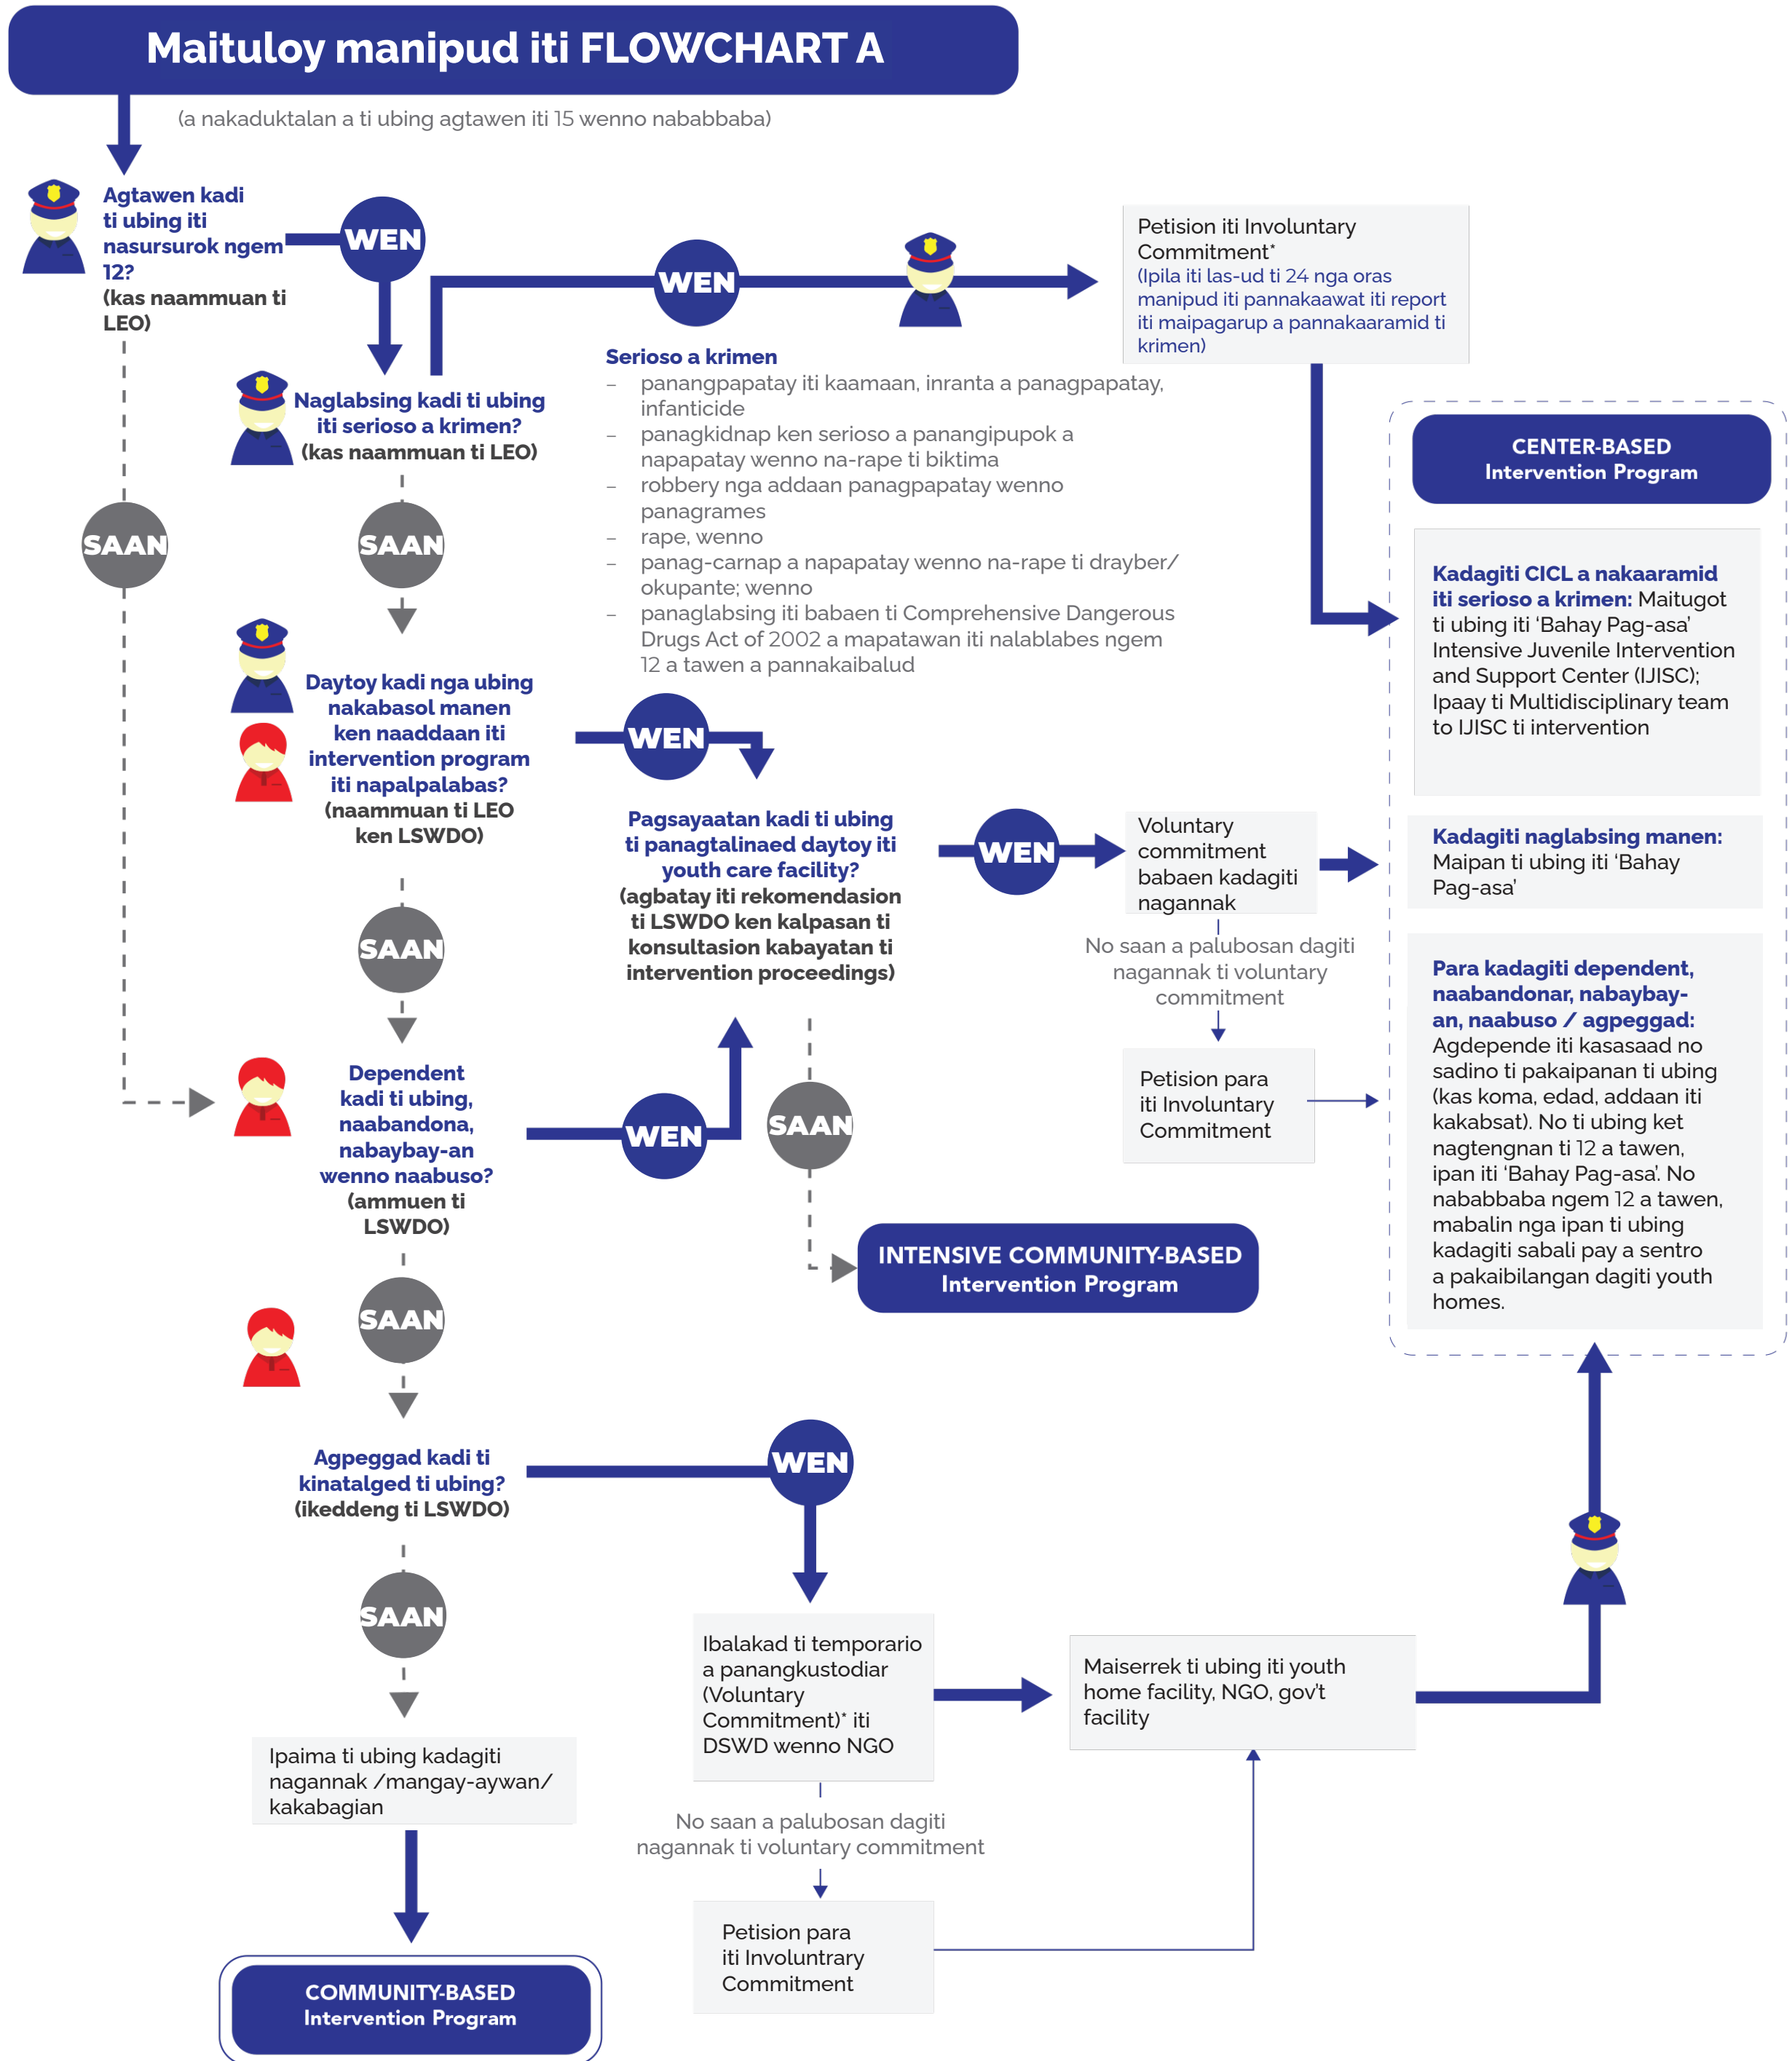 Maituloy manipud iti FLOWCHART A
(a nakaduktalan a ti ubing agtawen iti 15 wenno nababbaba)
Agtawen kadi
ti ubing iti
nasursurok ngem
12?
(kas naammuan ti
LEO)
WEN
WEN
Petision iti Involuntary
Commitment*
(Ipila iti las-ud ti 24 nga oras
manipud iti pannakaawat iti report
iti maipagarup a pannakaaramid ti
krimen)
Naglabsing kadi ti ubing
iti serioso a krimen?
(kas naammuan ti LEO)
Serioso a krimen
– panangpapatay iti kaamaan, inranta a panagpapatay,
infanticide
– panagkidnap ken serioso a panangipupok a
napapatay wenno na-rape ti biktima
– robbery nga addaan panagpapatay wenno
panagrames
– rape, wenno
– panag-carnap a napapatay wenno na-rape ti drayber/
okupante; wenno
– panaglabsing iti babaen ti Comprehensive Dangerous
Drugs Act of 2002 a mapatawan iti nalablabes ngem
12 a tawen a pannakaibalud
SAAN
SAAN
CENTER-BASED
Intervention Program
Kadagiti CICL a nakaaramid
iti serioso a krimen: Maitugot
ti ubing iti ‘Bahay Pag-asa’
Intensive Juvenile Intervention
and Support Center (IJISC);
Ipaay ti Multidisciplinary team
to IJISC ti intervention
Daytoy kadi nga ubing
nakabasol manen
ken naaddaan iti
intervention program
iti napalpalabas?
(naammuan ti LEO
ken LSWDO)
WEN
Pagsayaatan kadi ti ubing
ti panagtalinaed daytoy iti
youth care facility?
(agbatay iti rekomendasion
ti LSWDO ken kalpasan ti
konsultasion kabayatan ti
intervention proceedings)
WEN
Voluntary
commitment
babaen kadagiti
nagannak
Kadagiti naglabsing manen:
Maipan ti ubing iti ‘Bahay
Pag-asa’
No saan a palubosan dagiti
nagannak ti voluntary
commitment
Petision para
iti Involuntary
Commitment
Para kadagiti dependent,
naabandonar, nabaybay-
an, naabuso / agpeggad:
Agdepende iti kasasaad no
sadino ti pakaipanan ti ubing
(kas koma, edad, addaan iti
kakabsat). No ti ubing ket
nagtengnan ti 12 a tawen,
ipan iti ‘Bahay Pag-asa’. No
nababbaba ngem 12 a tawen,
mabalin nga ipan ti ubing
kadagiti sabali pay a sentro
a pakaibilangan dagiti youth
homes.
SAAN
Dependent
kadi ti ubing,
naabandona,
nabaybay-an
wenno naabuso?
(ammuen ti
LSWDO)
WEN
SAAN
INTENSIVE COMMUNITY-BASED
Intervention Program
SAAN
Agpeggad kadi ti
kinatalged ti ubing?
(ikeddeng ti LSWDO)
WEN
SAAN
Ibalakad ti temporario
a panangkustodiar
(Voluntary
Commitment)* iti
DSWD wenno NGO
Maiserrek ti ubing iti youth
home facility, NGO, gov’t
facility
Ipaima ti ubing kadagiti
nagannak /mangay-aywan/
kakabagian
No saan a palubosan dagiti
nagannak ti voluntary commitment
Petision para
iti Involuntrary
Commitment
COMMUNITY-BASED
Intervention Program